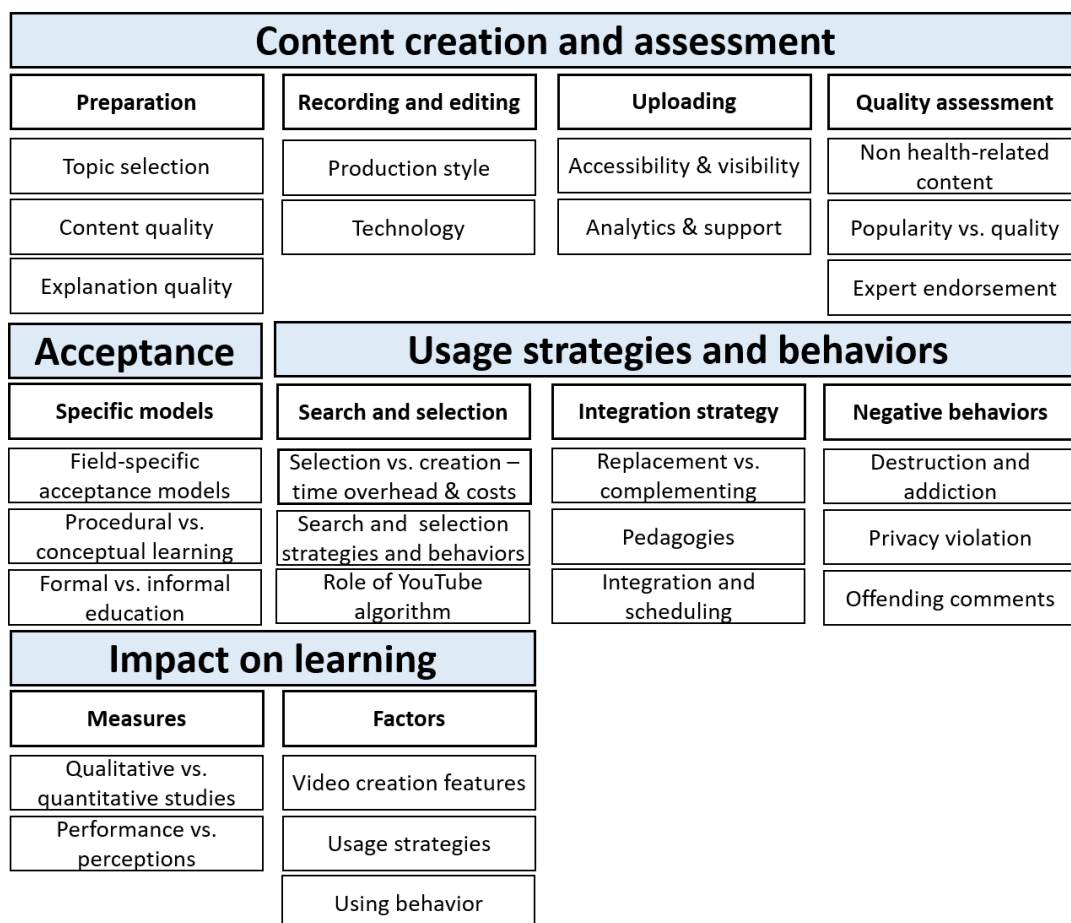 Content creation and assessment
Preparation
Recording and editing
Uploading
Quality assessment
Topic selection
Content quality
Explanation quality
Production style
Technology
Accessibility & visibility
Analytics & support
Non health-related
content
Popularity vs. quality
Expert endorsement
Acceptance
Usage strategies and behaviors
Specific models
Field-specific
acceptance models
Procedural vs.
conceptual learning
Formal vs. informal
education
Search and selection
Selection vs. creation –
time overhead & costs
Search and selection
strategies and behaviors
Role of YouTube
algorithm
Integration strategy
Replacement vs.
complementing
Pedagogies
Integration and
scheduling
Negative behaviors
Destruction and
addiction
Privacy violation
Offending comments
Impact on learning
Measures
Qualitative vs.
quantitative studies
Performance vs.
perceptions
Factors
Video creation features
Usage strategies
Using behavior